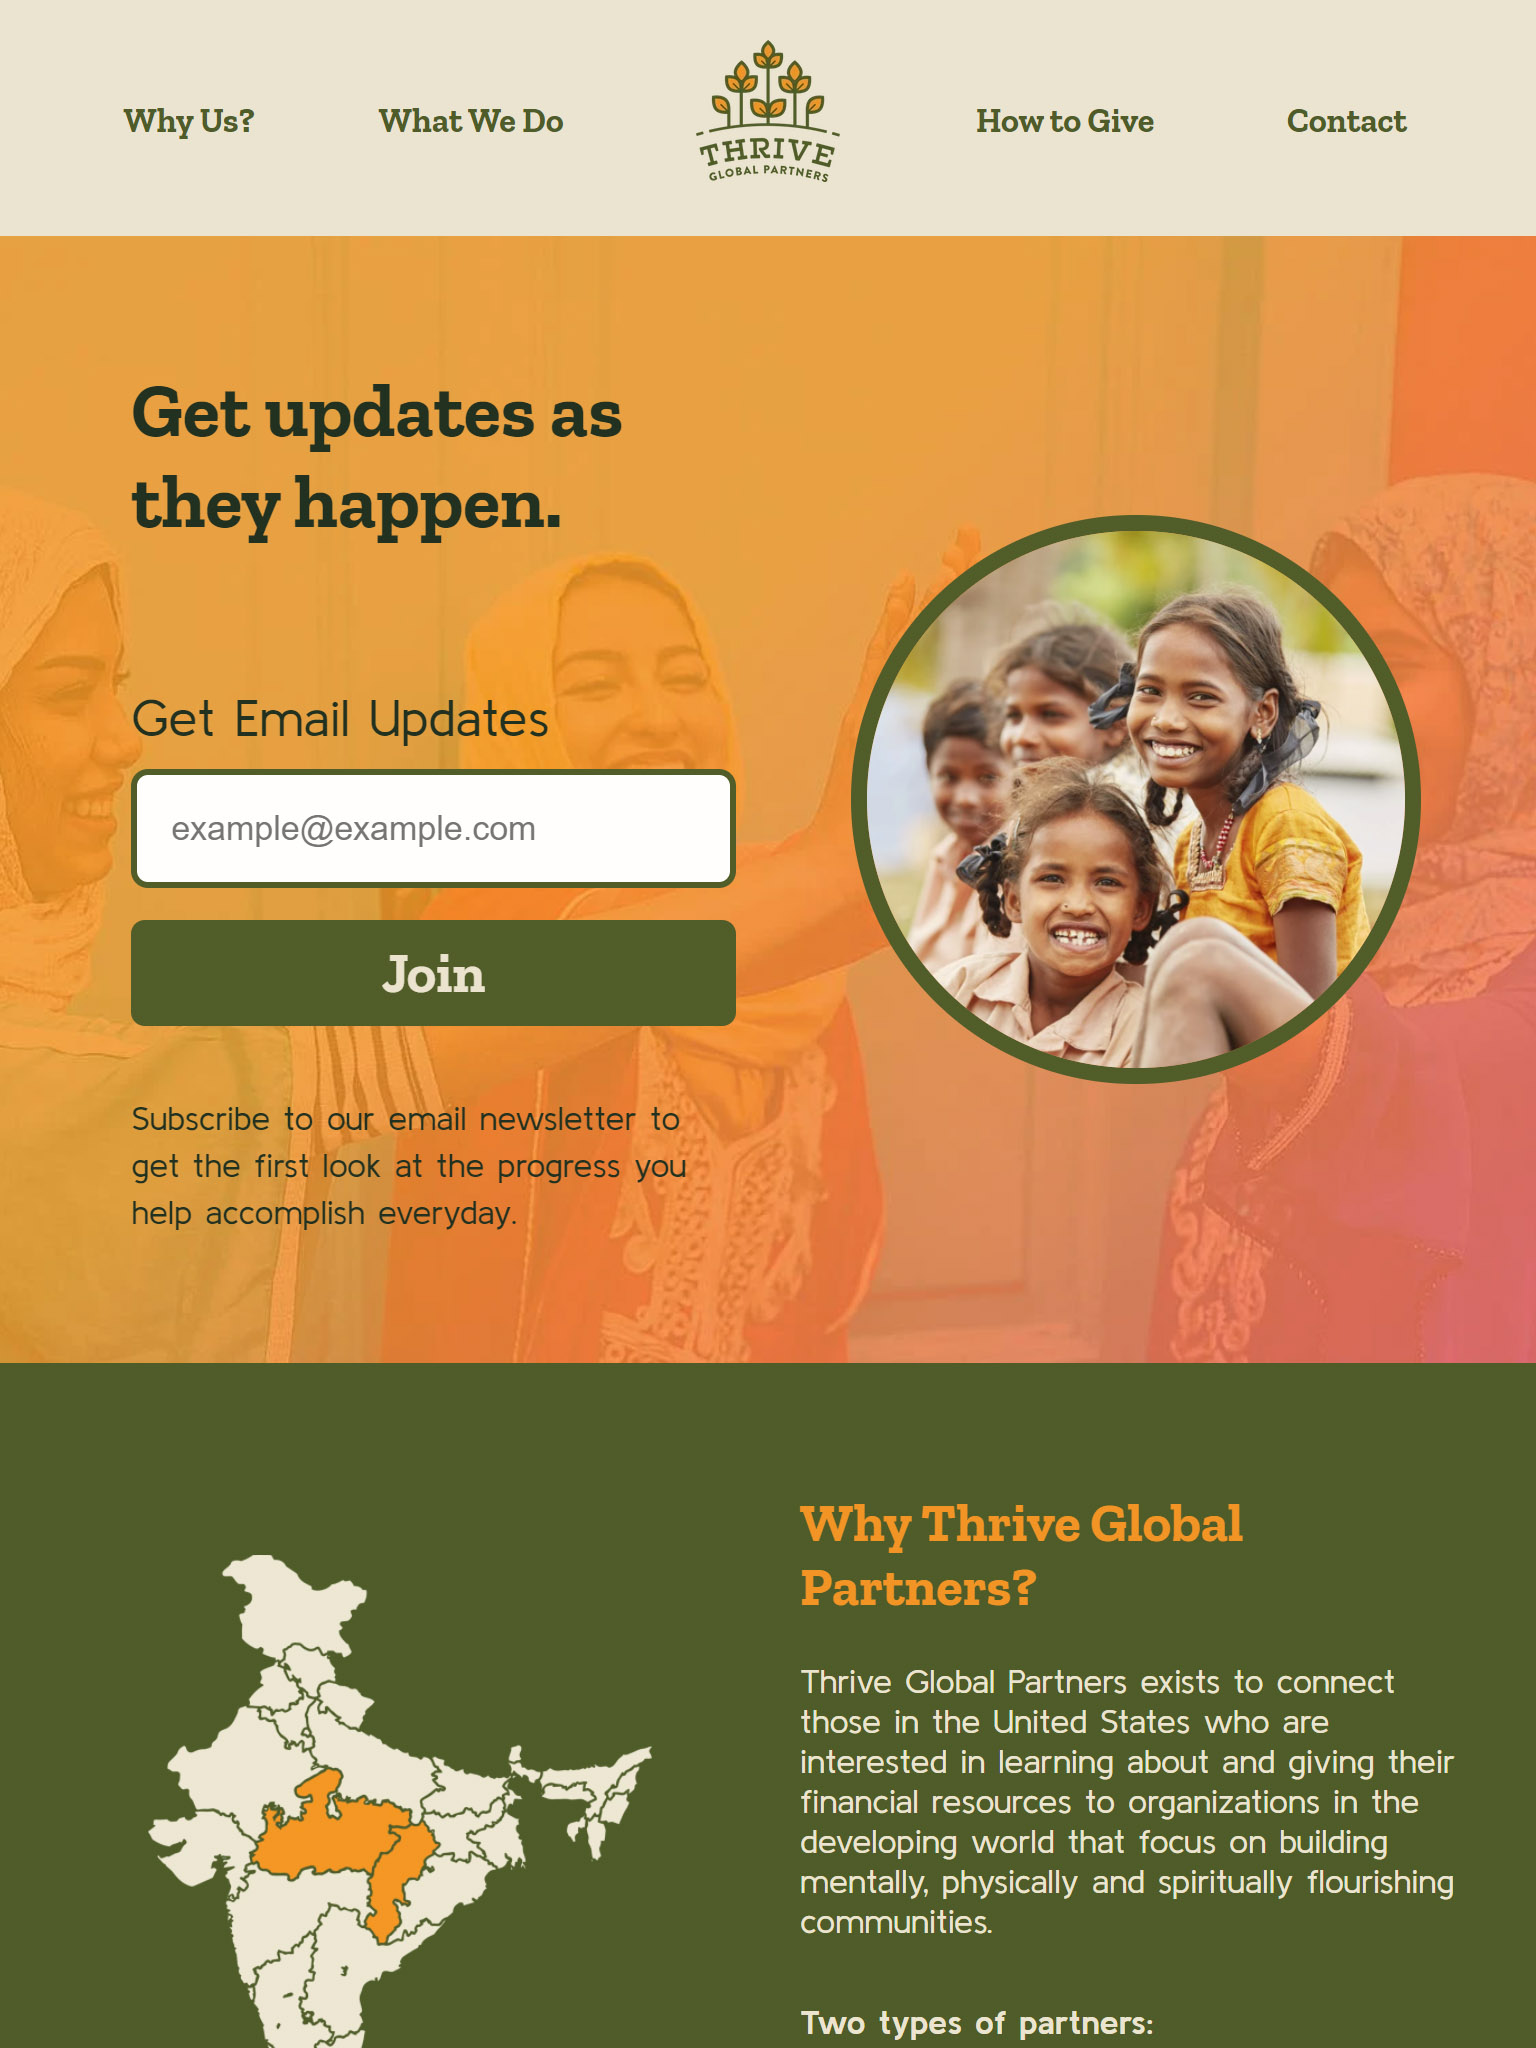 Why Us?
What We Do
THRIVE
GLOBAL PARTNERS
How to Give
Contact
Get updates as
they happen.
Get Email Updates
example@example.com
Join
Subscribe to our email newsletter to
get the first look at the progress you
help accomplish everyday.
Why Thrive Global
Partners?
Thrive Global Partners exists to connect
those in the United States who are
interested in learning about and giving their
financial resources to organizations in the
developing world that focus on building
mentally, physically and spiritually flourishing
communities.
Two types of partners: